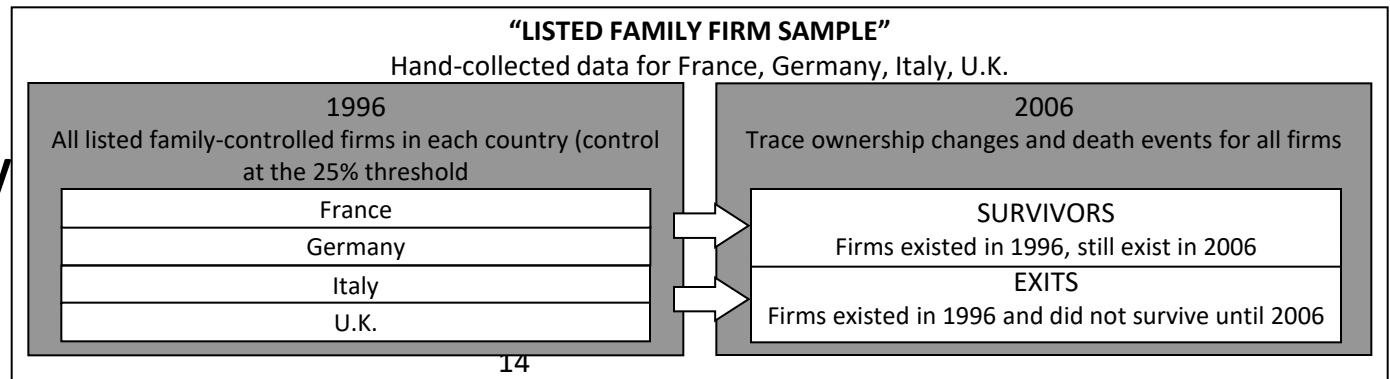 “LISTED FAMILY FIRM SAMPLE”
Hand-collected data for France, Germany, Italy, U.K.
1996
All listed family-controlled firms in each country (control
at the 25% threshold
France
Germany
Italy
U.K.
2006
Trace ownership changes and death events for all firms
SURVIVORS
Firms existed in 1996, still exist in 2006
EXITS
Firms existed in 1996 and did not survive until 2006
14